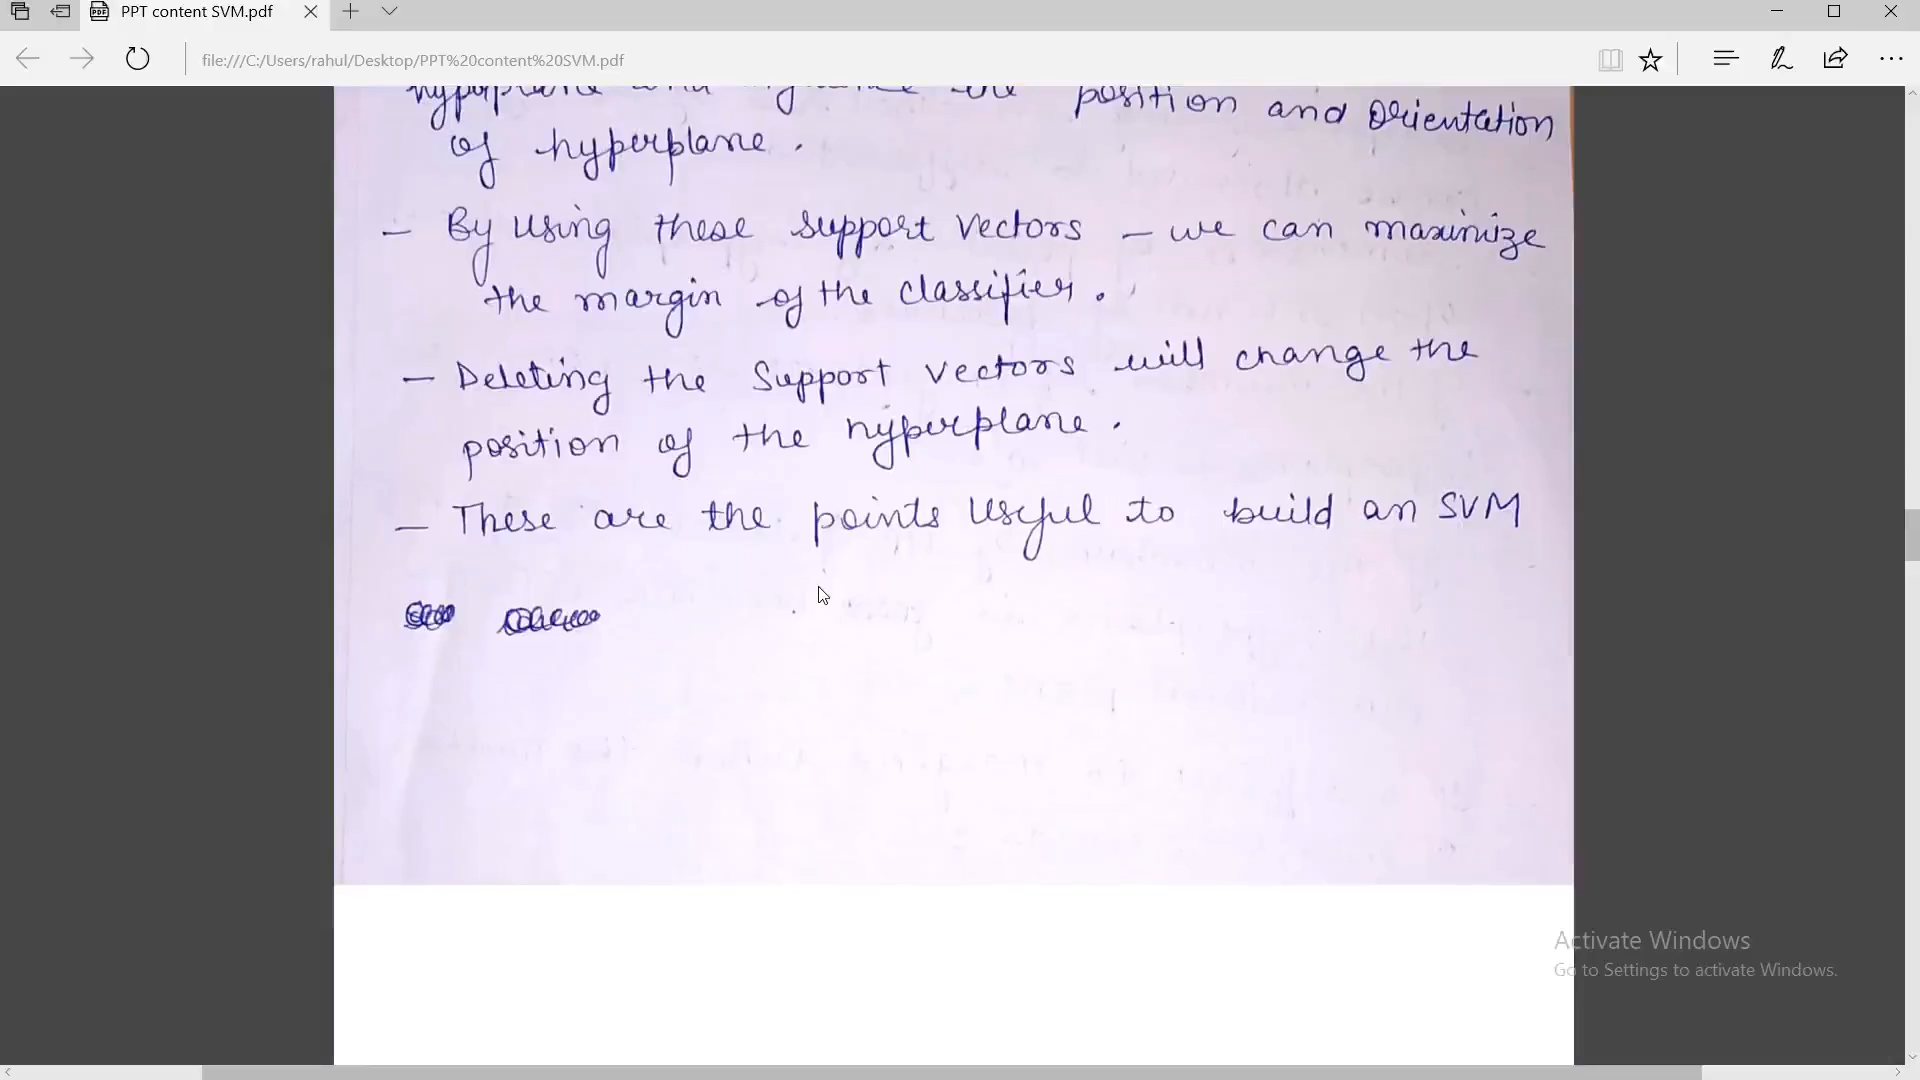 PPT content SVM.pdf
file:///C:/Users/rahul/Desktop/PPT%20content%20SVM.pdf
hyperplane and the position and Orientation
of hyperplane.
- By Using these support Vectors - we can maximize
the margin of the classifier.
- Deleting the Support Vectors will change the
position of the hyperplane.
- These are the points Useful to build an SVM
Activate Windows
Go to Settings to activate Windows.